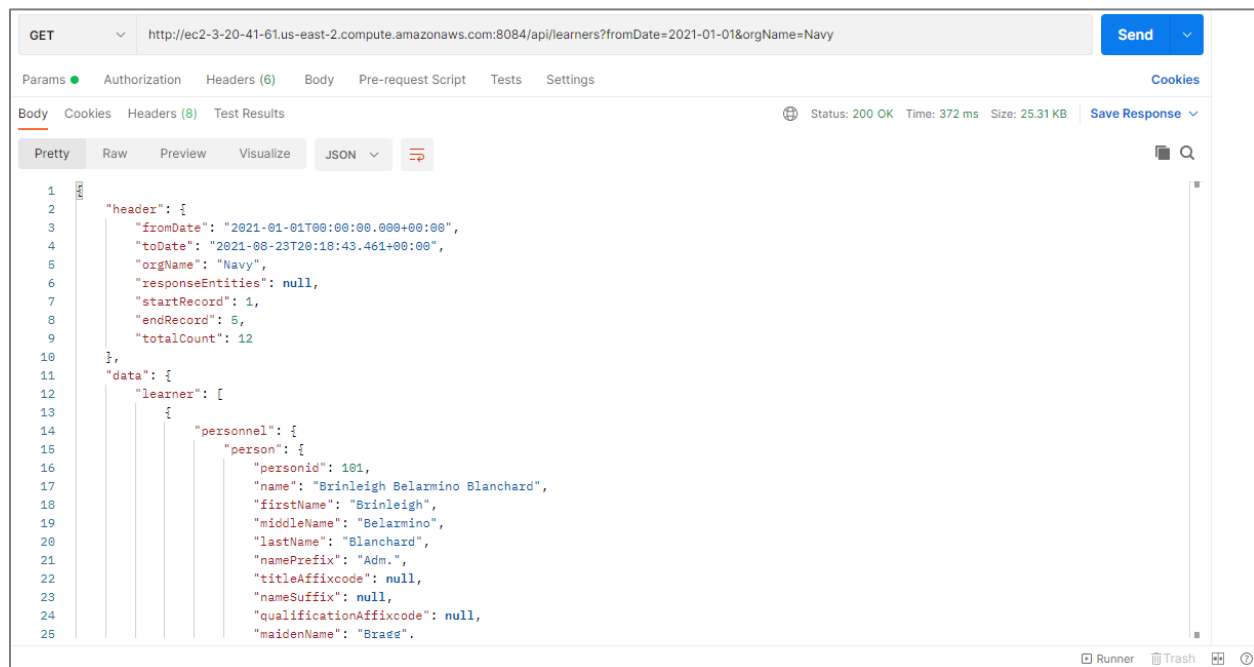 GET http://ec2-3-20-41-61.us-east-2.compute.amazonaws.com:8084/api/learners?fromDate=2021-01-01&orgName=Navy Send
Params Authorization Headers (6) Body Pre-request Script Tests Settings Cookies
Body Cookies Headers (8) Test Results Status: 200 OK Time: 372 ms Size: 25.31 KB Save Response
Pretty Raw Preview Visualize JSON
1 {
2 "header": {
3 "fromDate": "2021-01-01T00:00:00.000+00:00",
4 "toDate": "2021-08-23T20:18:43.461+00:00",
5 "orgName": "Navy",
6 "responseEntities": null,
7 "startRecord": 1,
8 "endRecord": 5,
9 "totalCount": 12
10 },
11 "data": {
12 "learner": [
13 {
14 "personnel": {
15 "person": {
16 "personid": 101,
17 "name": "Brinleigh Belarmino Blanchard",
18 "firstName": "Brinleigh",
19 "middleName": "Belarmino",
20 "lastName": "Blanchard",
21 "namePrefix": "Adm.",
22 "titleAffixcode": null,
23 "nameSuffix": null,
24 "qualificationAffixcode": null,
25 "maidenName": "Bragg",
Runner Trash